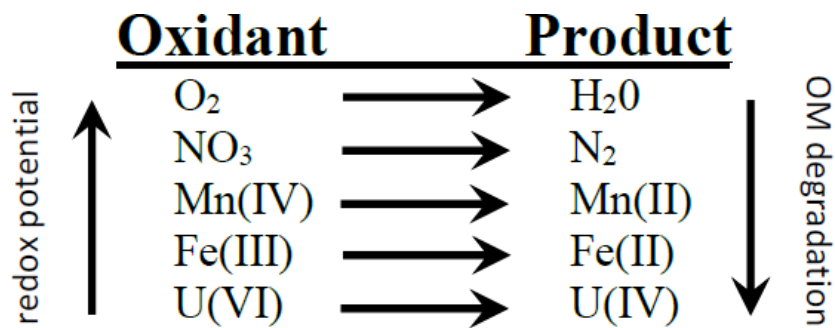 Oxidant Product
O₂ H₂0
NO₃ N₂
Mn(IV) Mn(II)
Fe(III) Fe(II)
U(VI) U(IV)
redox potential
OM degradation